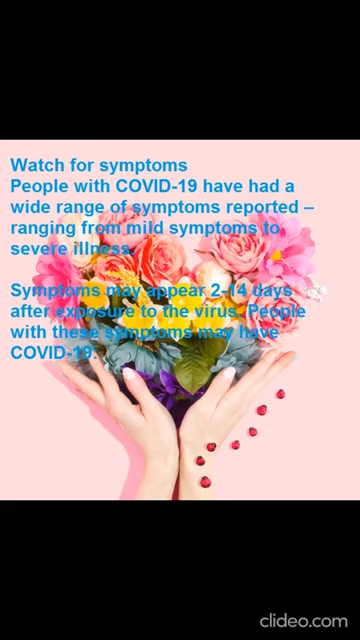 Watch for symptoms
People with COVID-19 have had a
wide range of symptoms reported –
ranging from mild symptoms to
severe illness.
Symptoms may appear 2-14 days
after exposure to the virus. People
with these symptoms may have
COVID-19:
clideo.com